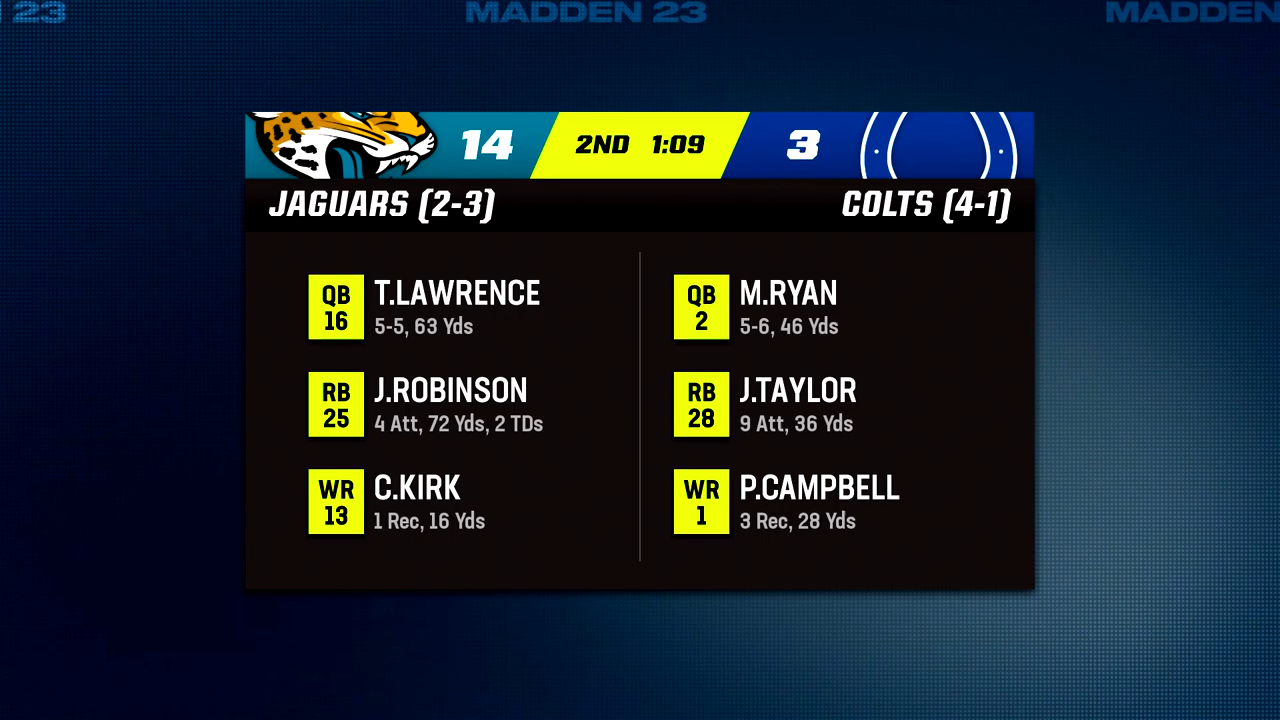 23
MADDEN 23
MADDEN
14
2ND 1:09
3
JAGUARS (2-3)
COLTS (4-1)
QB
16
T.LAWRENCE
5-5, 63 Yds
RB
25
J.ROBINSON
4 Att, 72 Yds, 2 TDs
WR
13
C.KIRK
1 Rec, 16 Yds
QB
2
M.RYAN
5-6, 46 Yds
RB
28
J.TAYLOR
9 Att, 36 Yds
WR
1
P.CAMPBELL
3 Rec, 28 Yds